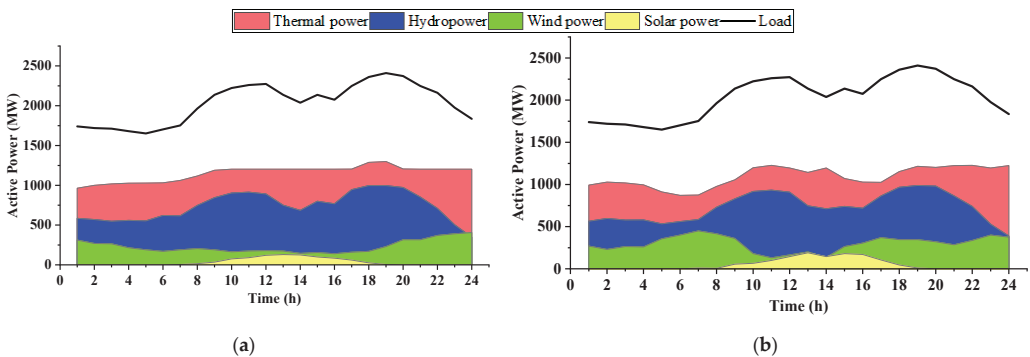 Thermal power Hydropower Wind power Solar power Load
2500
2000
1500
1000
500
0
Active Power (MW)
0 2 4 6 8 10 12 14 16 18 20 22 24
Time (h)
(a)
2500
2000
1500
1000
500
0
Active Power (MW)
0 2 4 6 8 10 12 14 16 18 20 22 24
Time (h)
(b)